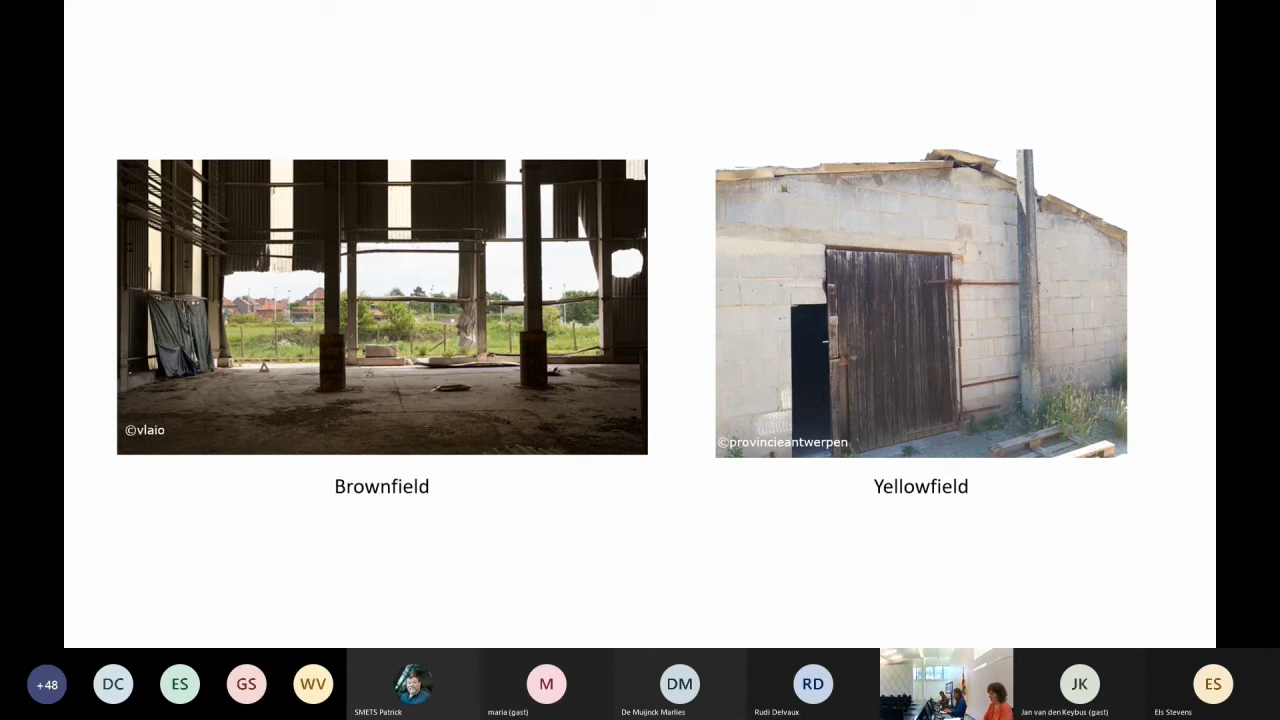 ©vlaio
©provincieantwerpen
Brownfield
Yellowfield
+48
DC
ES
GS
WV
SMETS Patrick
M
maria (gast)
DM
De Muijnck Marlies
RD
Rudi Delvaux
JK
Jan van den Keybus (gast)
ES
Els Stevens